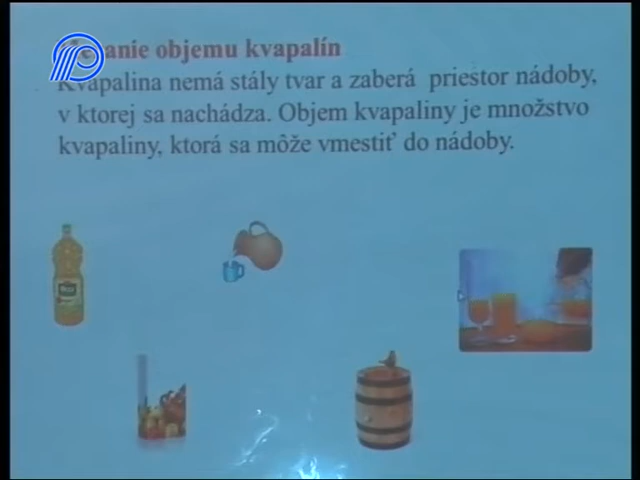 objemu kvapalín
Kvapalina nemá stály tvar a zaberá priestor nádoby,
v ktorej sa nachádza. Objem kvapaliny je množstvo
kvapaliny, ktorá sa môže vmestiť do nádoby.